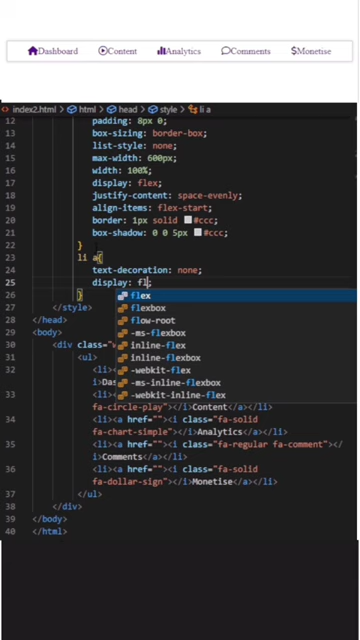 Dashboard Content Analytics Comments Monetise
index2.html > html > head > style > li a
12 padding: 8px 0;
13 box-sizing: border-box;
14 list-style: none;
15 max-width: 600px;
16 width: 100%;
17 display: flex;
18 justify-content: space-evenly;
19 align-items: flex-start;
20 border: 1px solid #ccc;
21 box-shadow: 0 0 5px #ccc;
22 }
23 li a{
24 text-decoration: none;
25 display: fl;
26 }
flex
27 </style>
flexbox
28 </head>
flow-root
29 <body>
-ms-flexbox
30 <div class="w
inline-flex
31 <ul>
inline-flexbox
32 <li>
-webkit-flex
i>Das
-ms-inline-flexbox
33 <li>
-webkit-inline-flex
fa-circle-play"></i>Content</a></li>
34 <li><a href=""><i class="fa-solid
fa-chart-simple"></i>Analytics</a></li>
35 <li><a href=""><i class="fa-regular fa-comment"></
i>Comments</a></li>
36 <li><a href=""><i class="fa-solid
fa-dollar-sign"></i>Monetise</a></li>
37 </ul>
38 </div>
39 </body>
40 </html>